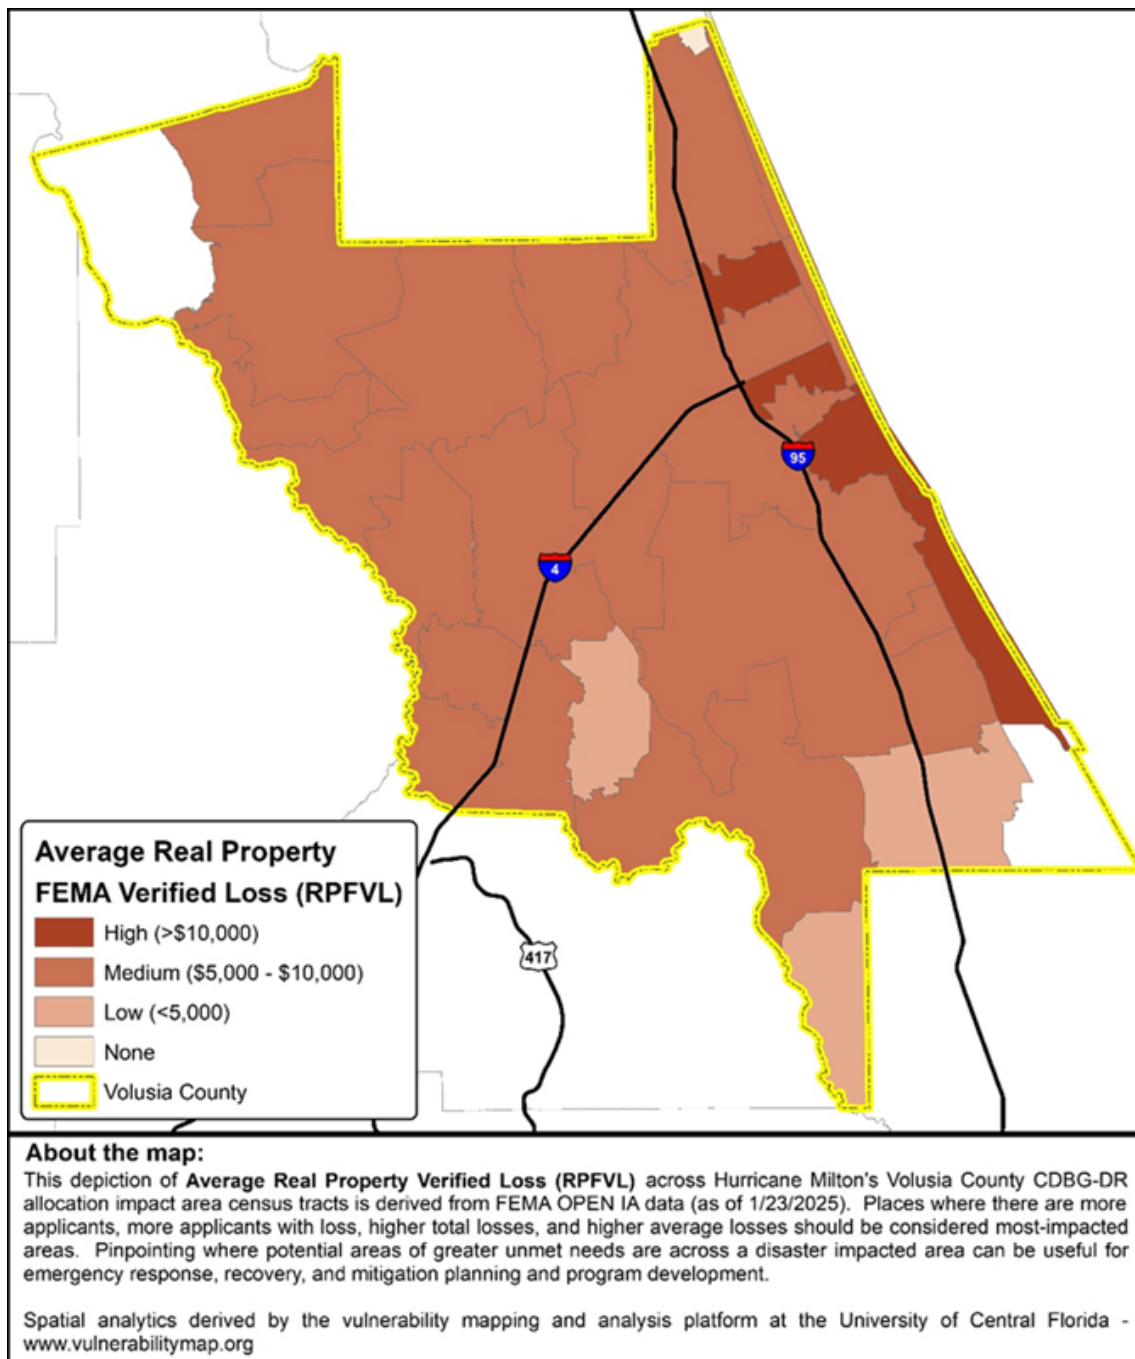 95
4
417
Average Real Property
FEMA Verified Loss (RPFVL)
High (>$10,000)
Medium ($5,000 - $10,000)
Low (<5,000)
None
Volusia County
About the map:
This depiction of Average Real Property Verified Loss (RPFVL) across Hurricane Milton's Volusia County CDBG-DR
allocation impact area census tracts is derived from FEMA OPEN IA data (as of 1/23/2025). Places where there are more
applicants, more applicants with loss, higher total losses, and higher average losses should be considered most-impacted
areas. Pinpointing where potential areas of greater unmet needs are across a disaster impacted area can be useful for
emergency response, recovery, and mitigation planning and program development.
Spatial analytics derived by the vulnerability mapping and analysis platform at the University of Central Florida -
www.vulnerabilitymap.org